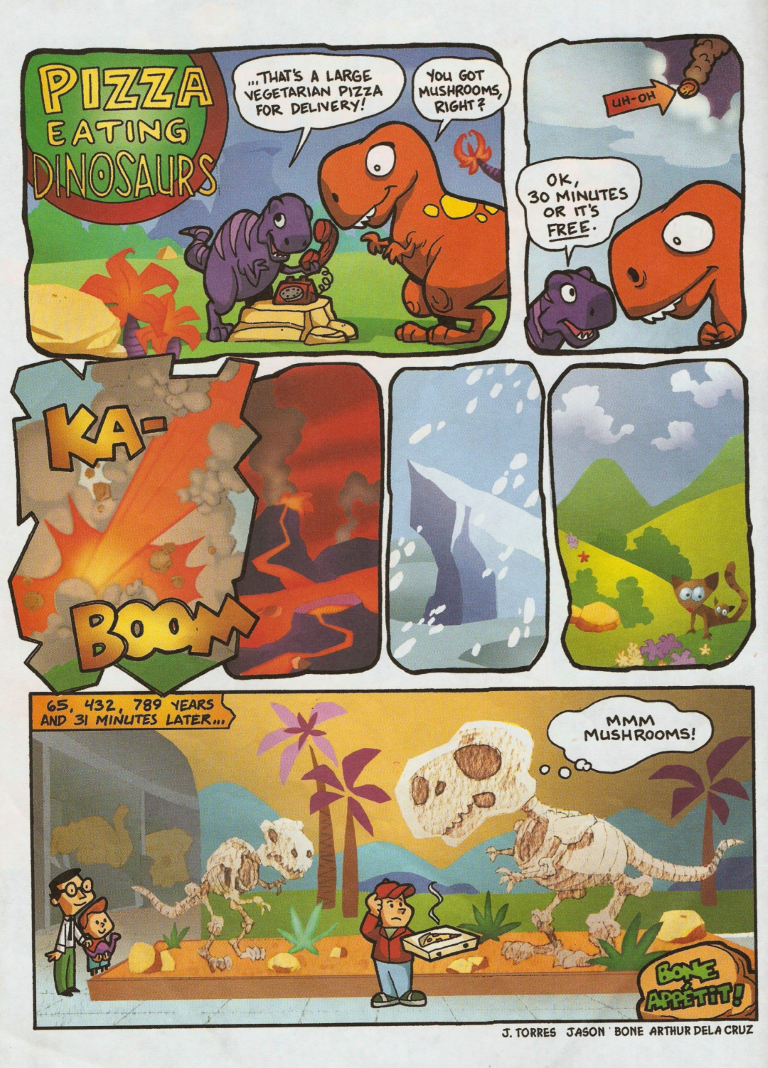 PIZZA
EATING
DINOSAURS
...THAT'S A LARGE
VEGETARIAN PIZZA
FOR DELIVERY!
YOU GOT
MUSHROOMS,
RIGHT?
UH-OH
OK,
30 MINUTES
OR IT'S
FREE.
KA-
BOOM
65, 432, 789 YEARS
AND 31 MINUTES LATER...
MMM
MUSHROOMS!
BONE
APPÉTIT!
J. TORRES JASON BONE ARTHUR DELA CRUZ